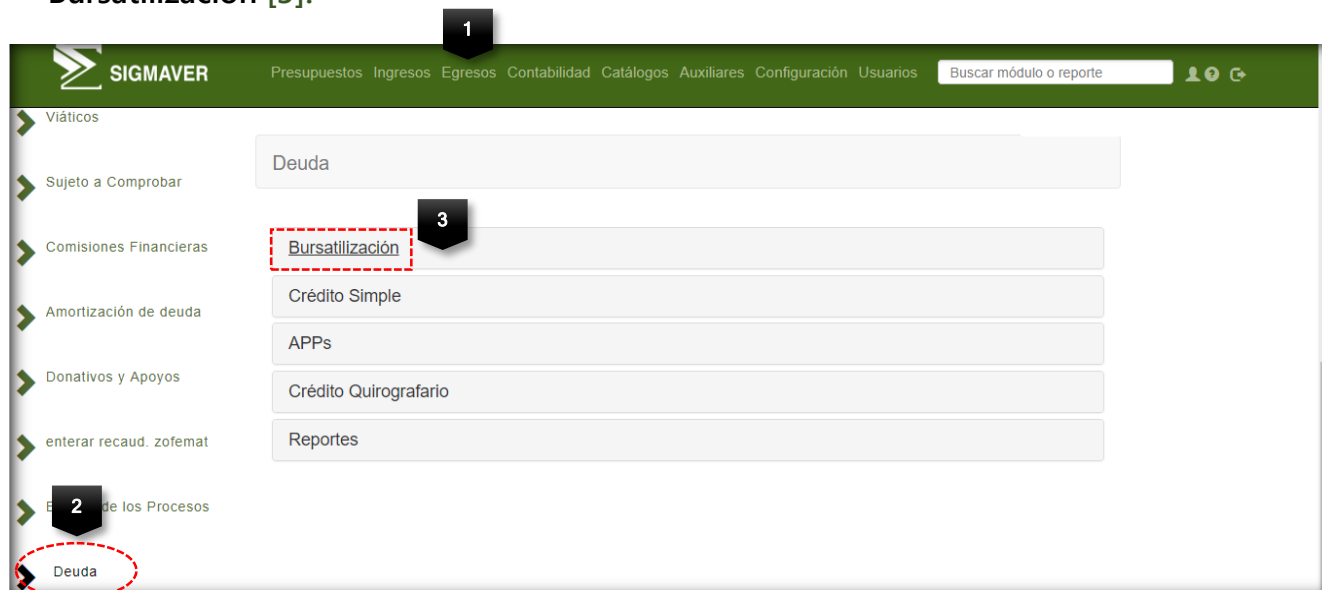 Bursatilización [3].
1
SIGMAVER
Presupuestos Ingresos Egresos Contabilidad Catálogos Auxiliares Configuración Usuarios
Buscar módulo o reporte
Viáticos
Sujeto a Comprobar
Comisiones Financieras
Amortización de deuda
Donativos y Apoyos
enterar recaud. zofemat
de los Procesos
2
Deuda
Deuda
3
Bursatilización
Crédito Simple
APPs
Crédito Quirografario
Reportes